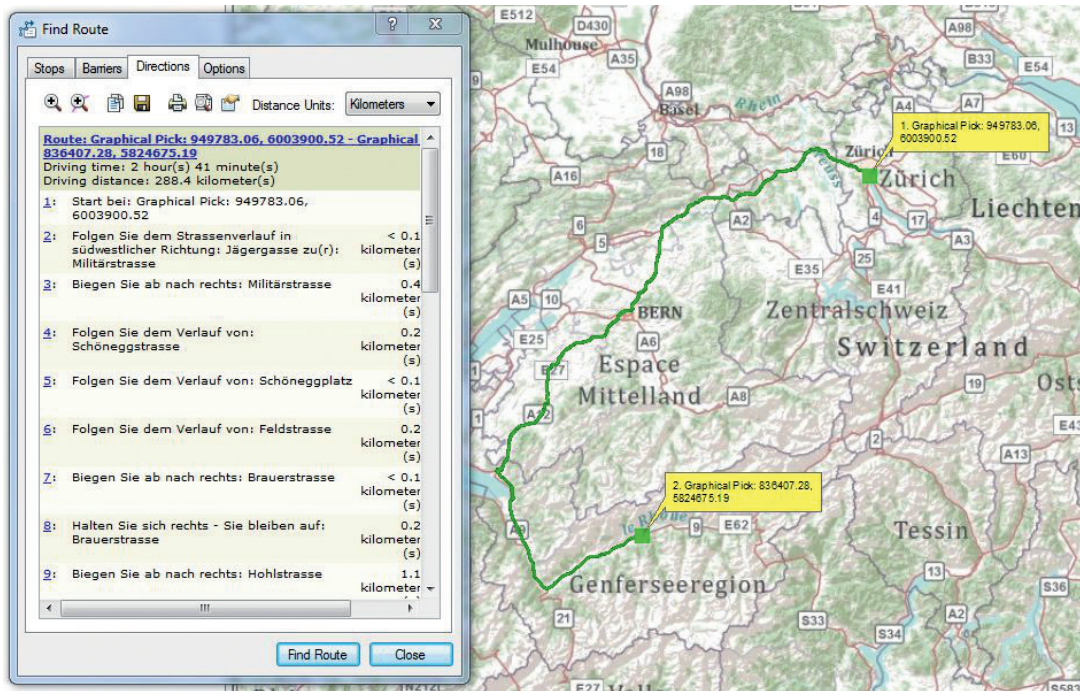 Find Route
Stops
Barriers
Directions
Options
Distance Units:
Kilometers
Route: Graphical Pick: 949783.06, 6003900.52 - Graphical
836407.28, 5824675.19
Driving time: 2 hour(s) 41 minute(s)
Driving distance: 288.4 kilometer(s)
1: Start bei: Graphical Pick: 949783.06,
6003900.52
2: Folgen Sie dem Strassenverlauf in < 0.1
südwestlicher Richtung: Jägergasse zu(r): kilometer
Militärstrasse (s)
3: Biegen Sie ab nach rechts: Militärstrasse 0.4
kilometer
(s)
4: Folgen Sie dem Verlauf von: 0.2
Schöneggstrasse kilometer
(s)
5: Folgen Sie dem Verlauf von: Schöneggplatz < 0.1
kilometer
(s)
6: Folgen Sie dem Verlauf von: Feldstrasse 0.2
kilometer
(s)
7: Biegen Sie ab nach rechts: Brauerstrasse < 0.1
kilometer
(s)
8: Halten Sie sich rechts - Sie bleiben auf: 0.2
Brauerstrasse kilometer
(s)
9: Biegen Sie ab nach rechts: Hohlstrasse 1.1
kilometer
Find Route
Close
E512
D430
A98
Mulhouse
A35
B33
E54
E54
A98
Basel
Rhein
A4
A7
1. Graphical Pick: 949783.06,
6003900.52
13
18
Zürich
E60
A16
Reuss
Zürich
Liechten
6
A2
4
17
5
A3
25
E35
A5
10
E41
BERN
Zentralschweiz
E25
A6
Switzerland
E27
Espace
Mittelland
19
Osts
A8
A12
1
E43
2
A13
2. Graphical Pick: 836407.28,
5824675.19
le Rhône
A9
9
E62
Tessin
Genferseeregion
13
S36
21
A2
S33
S34
E27
N212